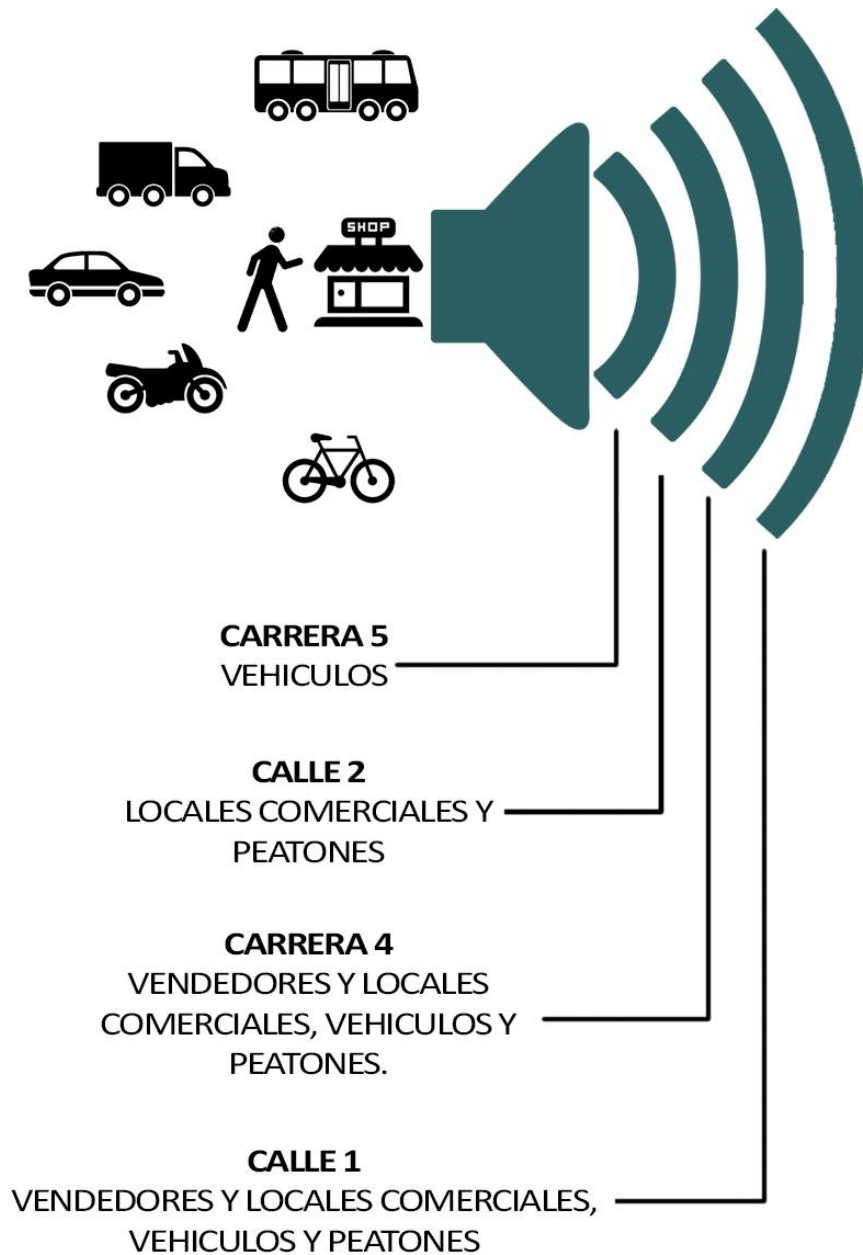 SHOP
CARRERA 5
VEHICULOS
CALLE 2
LOCALES COMERCIALES Y
PEATONES
CARRERA 4
VENDEDORES Y LOCALES
COMERCIALES, VEHICULOS Y
PEATONES.
CALLE 1
VENDEDORES Y LOCALES COMERCIALES,
VEHICULOS Y PEATONES